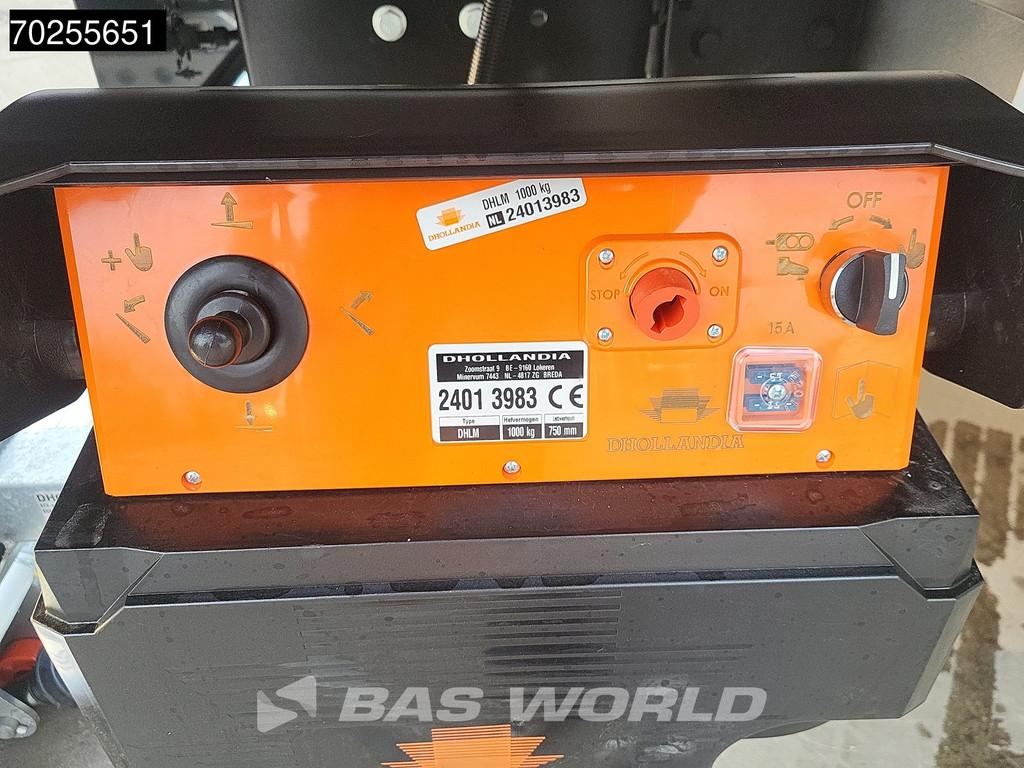 70255651
DHOLLANDIA
DHLM 1000 kg
NL 24013983
OFF
STOP
ON
15A
DHOLLANDIA
Zoomstraat 9 BE - 9160 Lokeren
Minervum 7443 NL - 4817 ZG BREDA
2401 3983 CE
Type
Hefvermogen
DHLM
1000 kg
750 mm
DHOLLANDIA
BAS WORLD